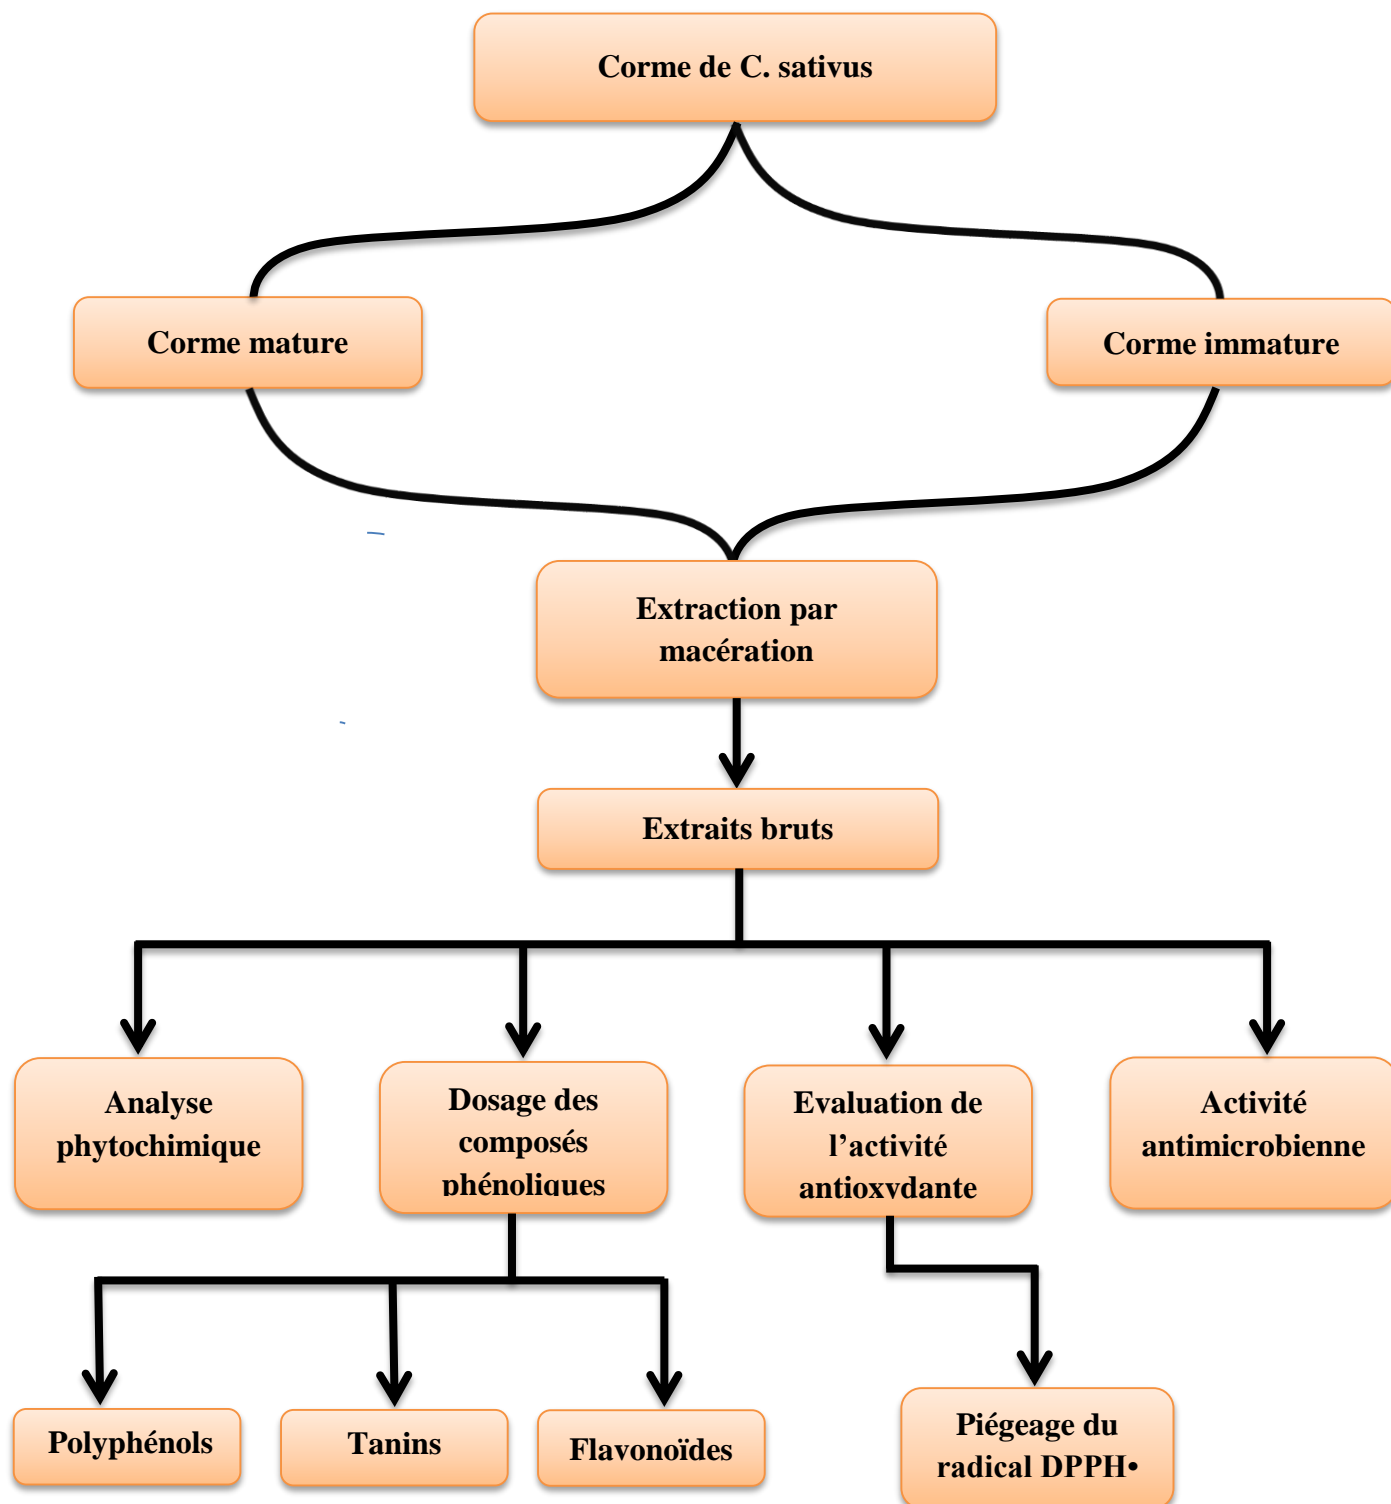 Corme de C. sativus
Corme mature
Corme immature
Extraction par
macération
Extraits bruts
Analyse
phytochimique
Dosage des
composés
phénoliques
Evaluation de
l’activité
antioxydante
Activité
antimicrobienne
Polyphénols
Tanins
Flavonoïdes
Piégeage du
radical DPPH•